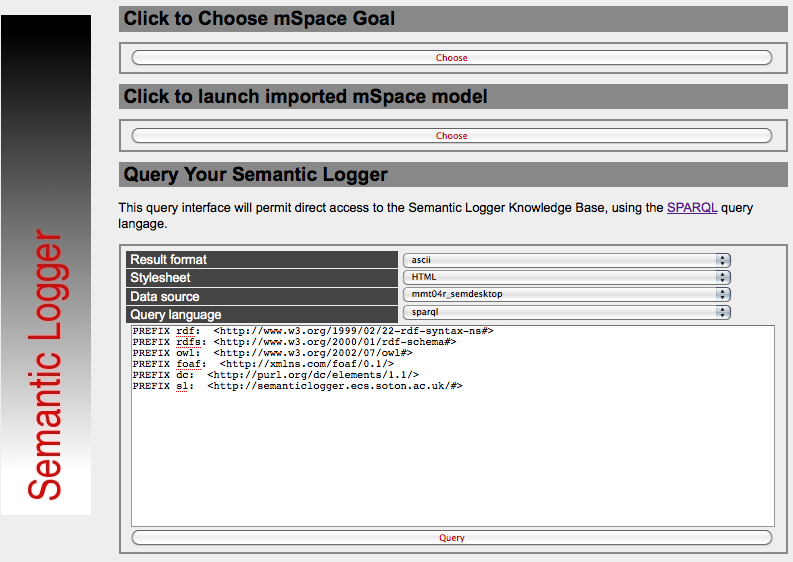 Semantic Logger
Click to Choose mSpace Goal
Choose
Click to launch imported mSpace model
Choose
Query Your Semantic Logger
This query interface will permit direct access to the Semantic Logger Knowledge Base, using the SPARQL query
langage.
Result format ascii
Stylesheet HTML
Data source mmt04r_semdesktop
Query language sparql
PREFIX rdf:  <http://www.w3.org/1999/02/22-rdf-syntax-ns#>
PREFIX rdfs: <http://www.w3.org/2000/01/rdf-schema#>
PREFIX owl:  <http://www.w3.org/2002/07/owl#>
PREFIX foaf:  <http://xmlns.com/foaf/0.1/>
PREFIX dc:  <http://purl.org/dc/elements/1.1/>
PREFIX sl:  <http://semanticlogger.ecs.soton.ac.uk/#>
Query